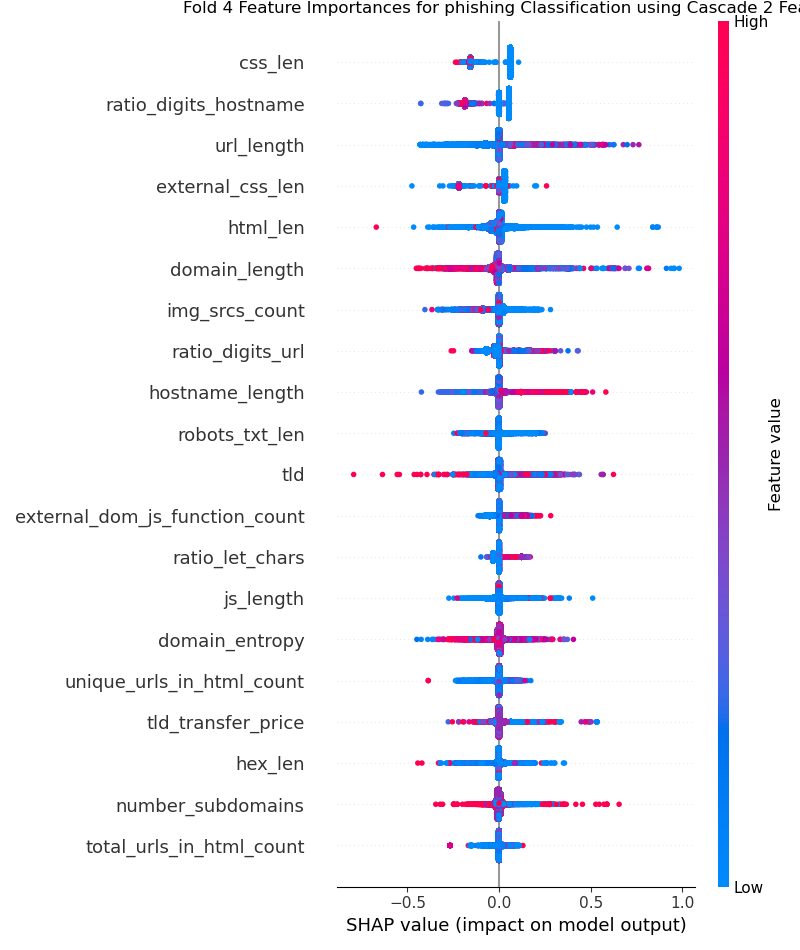 Fold 4 Feature Importances for phishing Classification using Cascade 2
High
css_len
ratio_digits_hostname
url_length
external_css_len
html_len
domain_length
img_srcs_count
ratio_digits_url
hostname_length
robots_txt_len
tld
external_dom_js_function_count
ratio_let_chars
js_length
domain_entropy
unique_urls_in_html_count
tld_transfer_price
hex_len
number_subdomains
total_urls_in_html_count
Feature value
Low
−0.5 0.0 0.5 1.0
SHAP value (impact on model output)